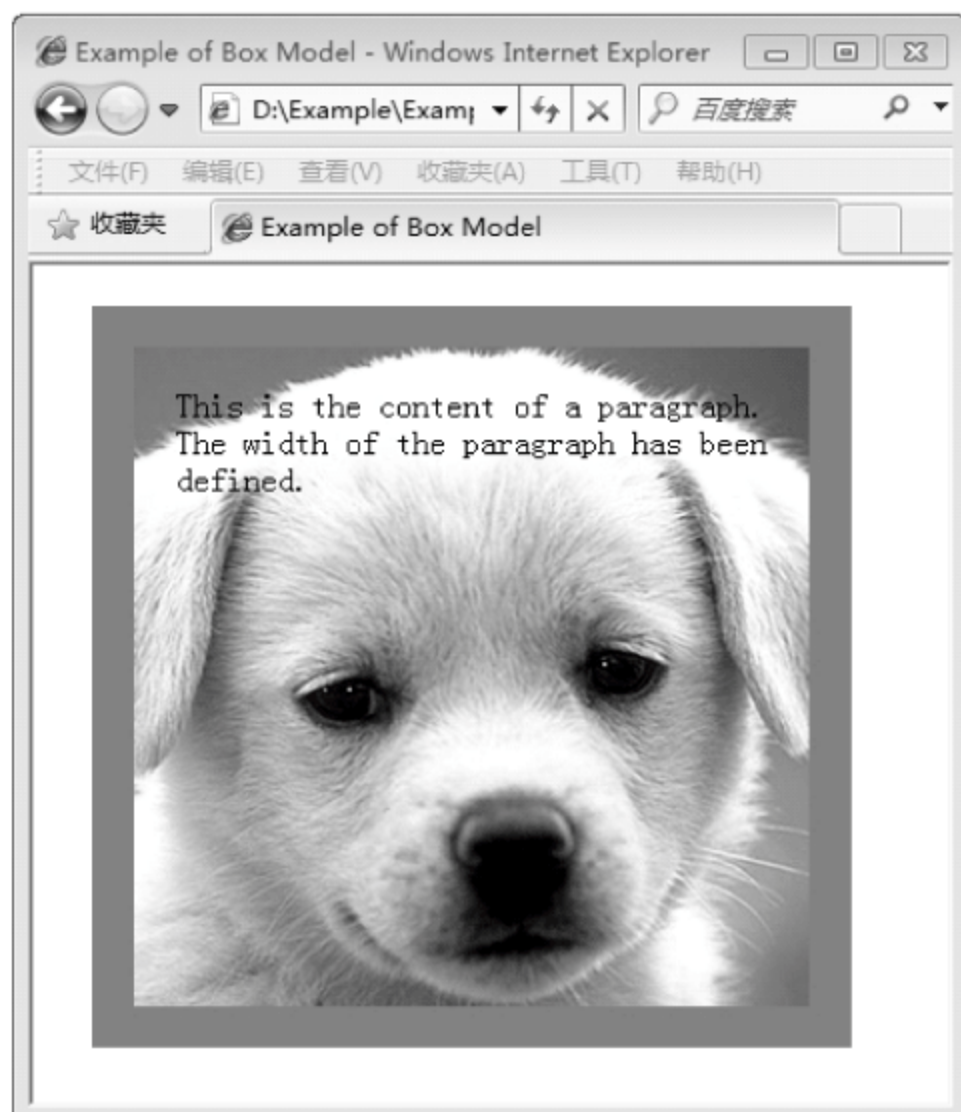 Example of Box Model - Windows Internet Explorer
D:\Example\Examp
百度搜索
文件(F) 编辑(E) 查看(V) 收藏夹(A) 工具(T) 帮助(H)
收藏夹 Example of Box Model
This is the content of a paragraph.
The width of the paragraph has been
defined.